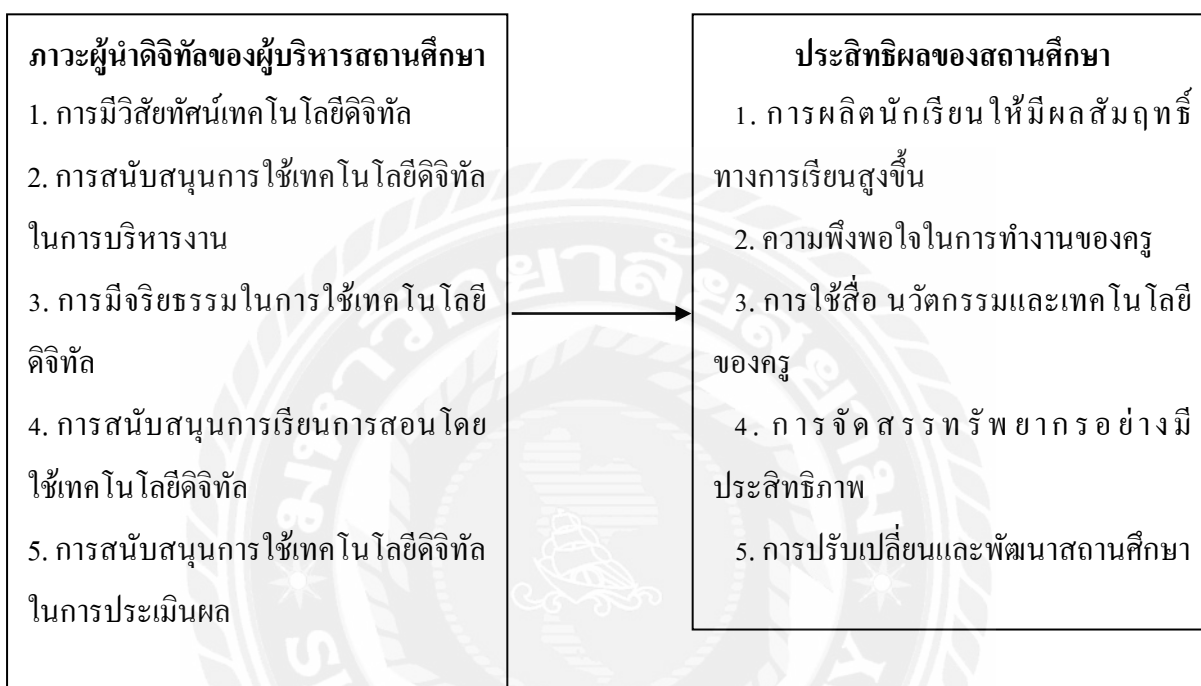 ภาวะผู้นำดิจิทัลของผู้บริหารสถานศึกษา
1. การมีวิสัยทัศน์เทคโนโลยีดิจิทัล
2. การสนับสนุนการใช้เทคโนโลยีดิจิทัล
ในการบริหารงาน
3. การมีจริยธรรมในการใช้เทคโนโลยี
ดิจิทัล
4. การสนับสนุนการเรียนการสอนโดย
ใช้เทคโนโลยีดิจิทัล
5. การสนับสนุนการใช้เทคโนโลยีดิจิทัล
ในการประเมินผล
ประสิทธิผลของสถานศึกษา
1. การผลิตนักเรียนให้มีผลสัมฤทธิ์
ทางการเรียนสูงขึ้น
2. ความพึงพอใจในการทำงานของครู
3. การใช้สื่อ นวัตกรรมและเทคโนโลยี
ของครู
4. การจัดสรรทรัพยากรอย่างมี
ประสิทธิภาพ
5. การปรับเปลี่ยนและพัฒนาสถานศึกษา
มหาวิทยาลัยสยาม